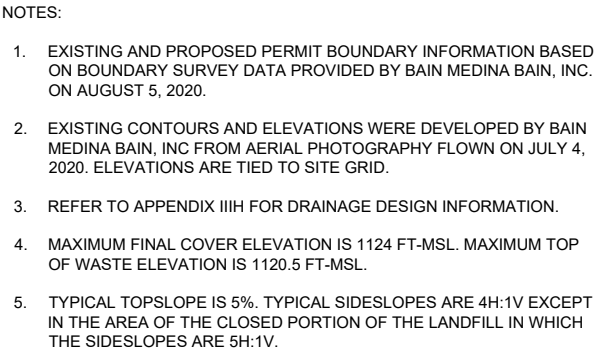 NOTES:
1. EXISTING AND PROPOSED PERMIT BOUNDARY INFORMATION BASED
ON BOUNDARY SURVEY DATA PROVIDED BY BAIN MEDINA BAIN, INC.
ON AUGUST 5, 2020.
2. EXISTING CONTOURS AND ELEVATIONS WERE DEVELOPED BY BAIN
MEDINA BAIN, INC FROM AERIAL PHOTOGRAPHY FLOWN ON JULY 4,
2020. ELEVATIONS ARE TIED TO SITE GRID.
3. REFER TO APPENDIX IIIH FOR DRAINAGE DESIGN INFORMATION.
4. MAXIMUM FINAL COVER ELEVATION IS 1124 FT-MSL. MAXIMUM TOP
OF WASTE ELEVATION IS 1120.5 FT-MSL.
5. TYPICAL TOPSLOPE IS 5%. TYPICAL SIDESLOPES ARE 4H:1V EXCEPT
IN THE AREA OF THE CLOSED PORTION OF THE LANDFILL IN WHICH
THE SIDESLOPES ARE 5H:1V.